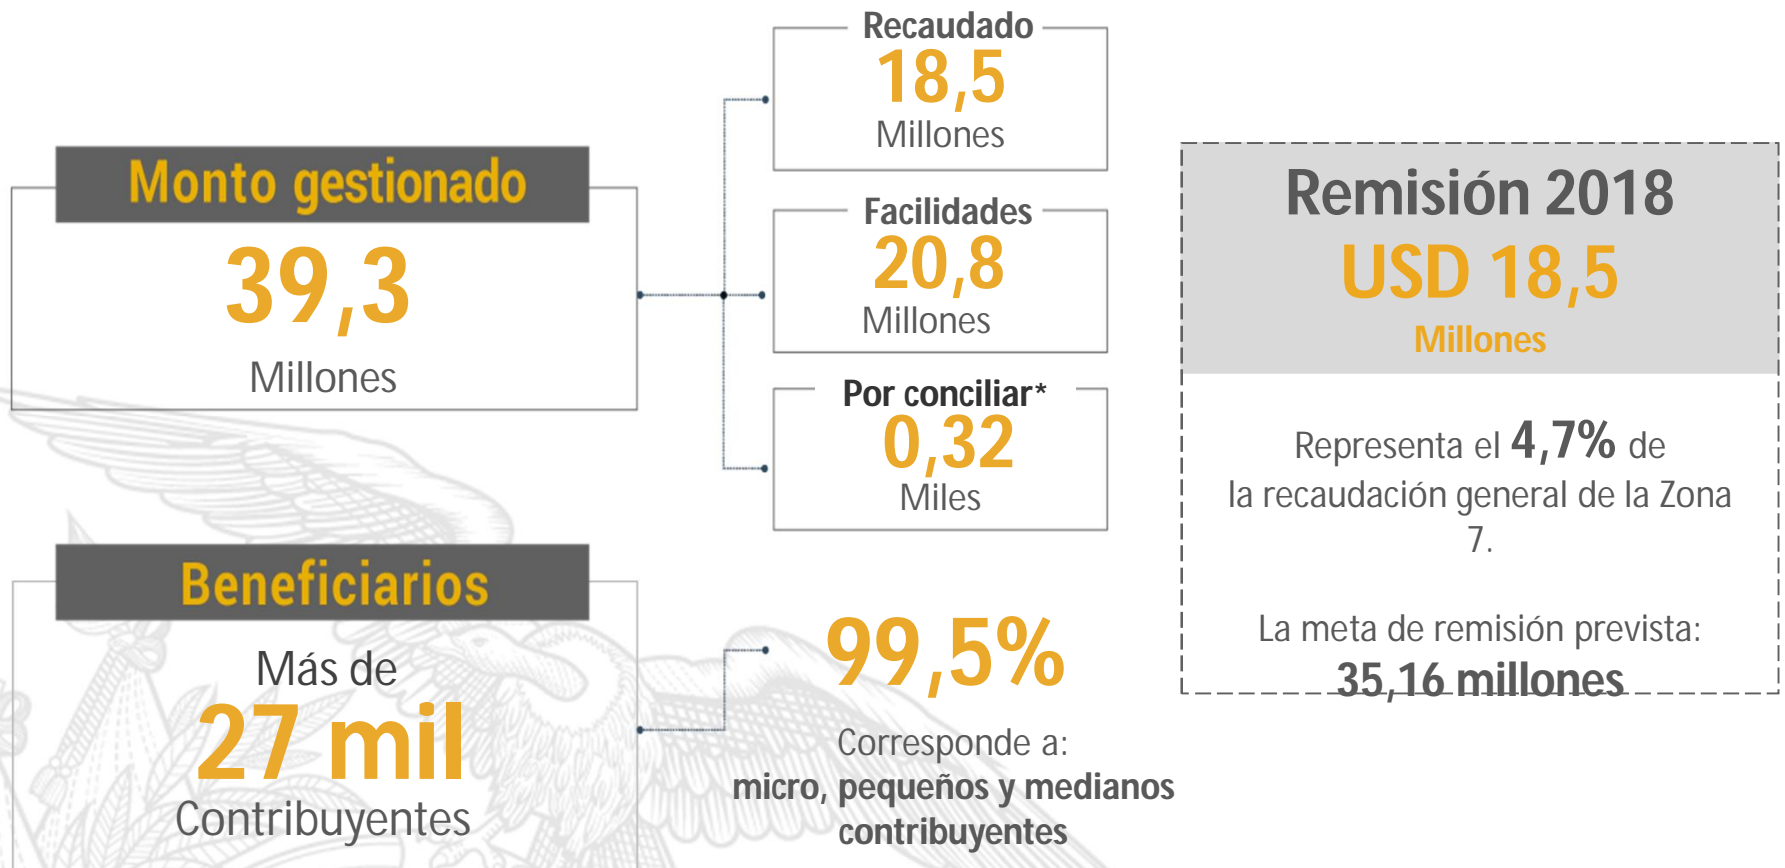 Monto gestionado
39,3
Millones
Recaudado
18,5
Millones
Facilidades
20,8
Millones
Por conciliar*
0,32
Miles
Beneficiarios
Más de
27 mil
Contribuyentes
99,5%
Corresponde a:
micro, pequeños y medianos
contribuyentes
Remisión 2018
USD 18,5
Millones
Representa el 4,7% de
la recaudación general de la Zona
7.
La meta de remisión prevista:
35,16 millones